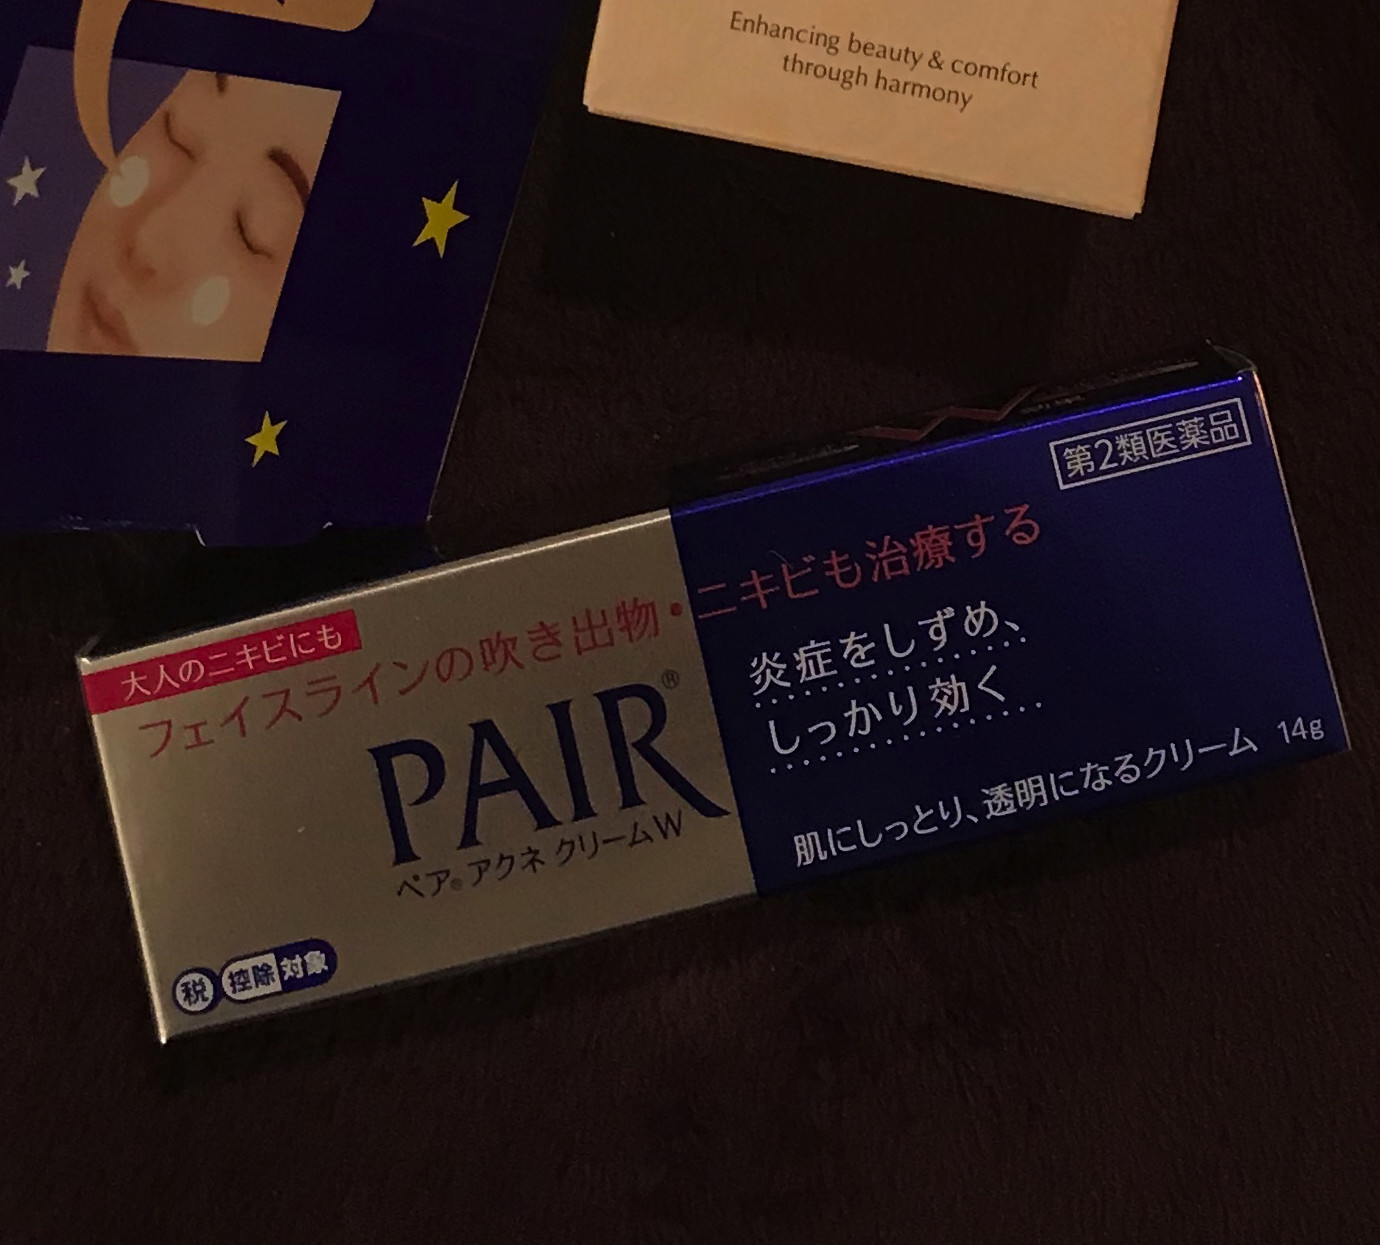 Enhancing beauty & comfort
through harmony
第2類医薬品
大人のニキビにも
フェイスラインの吹き出物・ニキビも治療する
PAIR®
ペア®アクネ クリームW
炎症をしずめ、
しっかり効く
肌にしっとり、透明になるクリーム 14g
税 控除対象